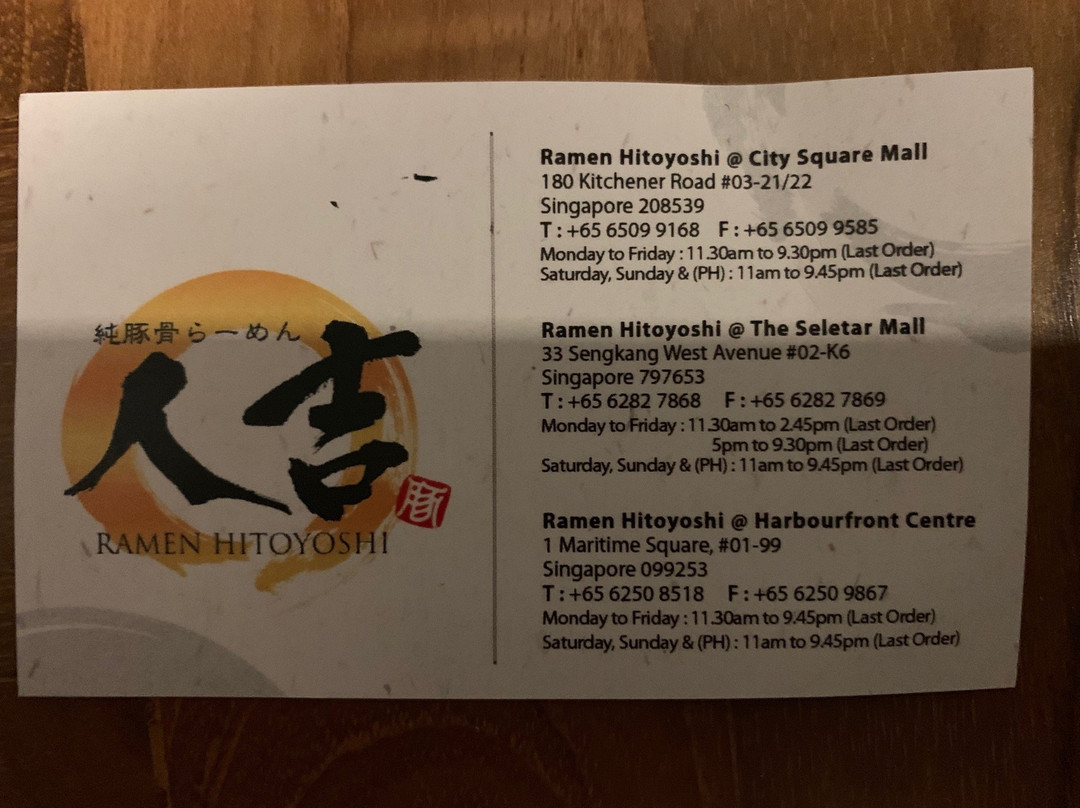 純豚骨らーめん
人吉
豚
RAMEN HITOYOSHI
Ramen Hitoyoshi @ City Square Mall
180 Kitchener Road #03-21/22
Singapore 208539
T : +65 6509 9168 F : +65 6509 9585
Monday to Friday : 11.30am to 9.30pm (Last Order)
Saturday, Sunday & (PH) : 11am to 9.45pm (Last Order)
Ramen Hitoyoshi @ The Seletar Mall
33 Sengkang West Avenue #02-K6
Singapore 797653
T : +65 6282 7868 F : +65 6282 7869
Monday to Friday : 11.30am to 2.45pm (Last Order)
5pm to 9.30pm (Last Order)
Saturday, Sunday & (PH) : 11am to 9.45pm (Last Order)
Ramen Hitoyoshi @ Harbourfront Centre
1 Maritime Square, #01-99
Singapore 099253
T : +65 6250 8518 F : +65 6250 9867
Monday to Friday : 11.30am to 9.45pm (Last Order)
Saturday, Sunday & (PH) : 11am to 9.45pm (Last Order)